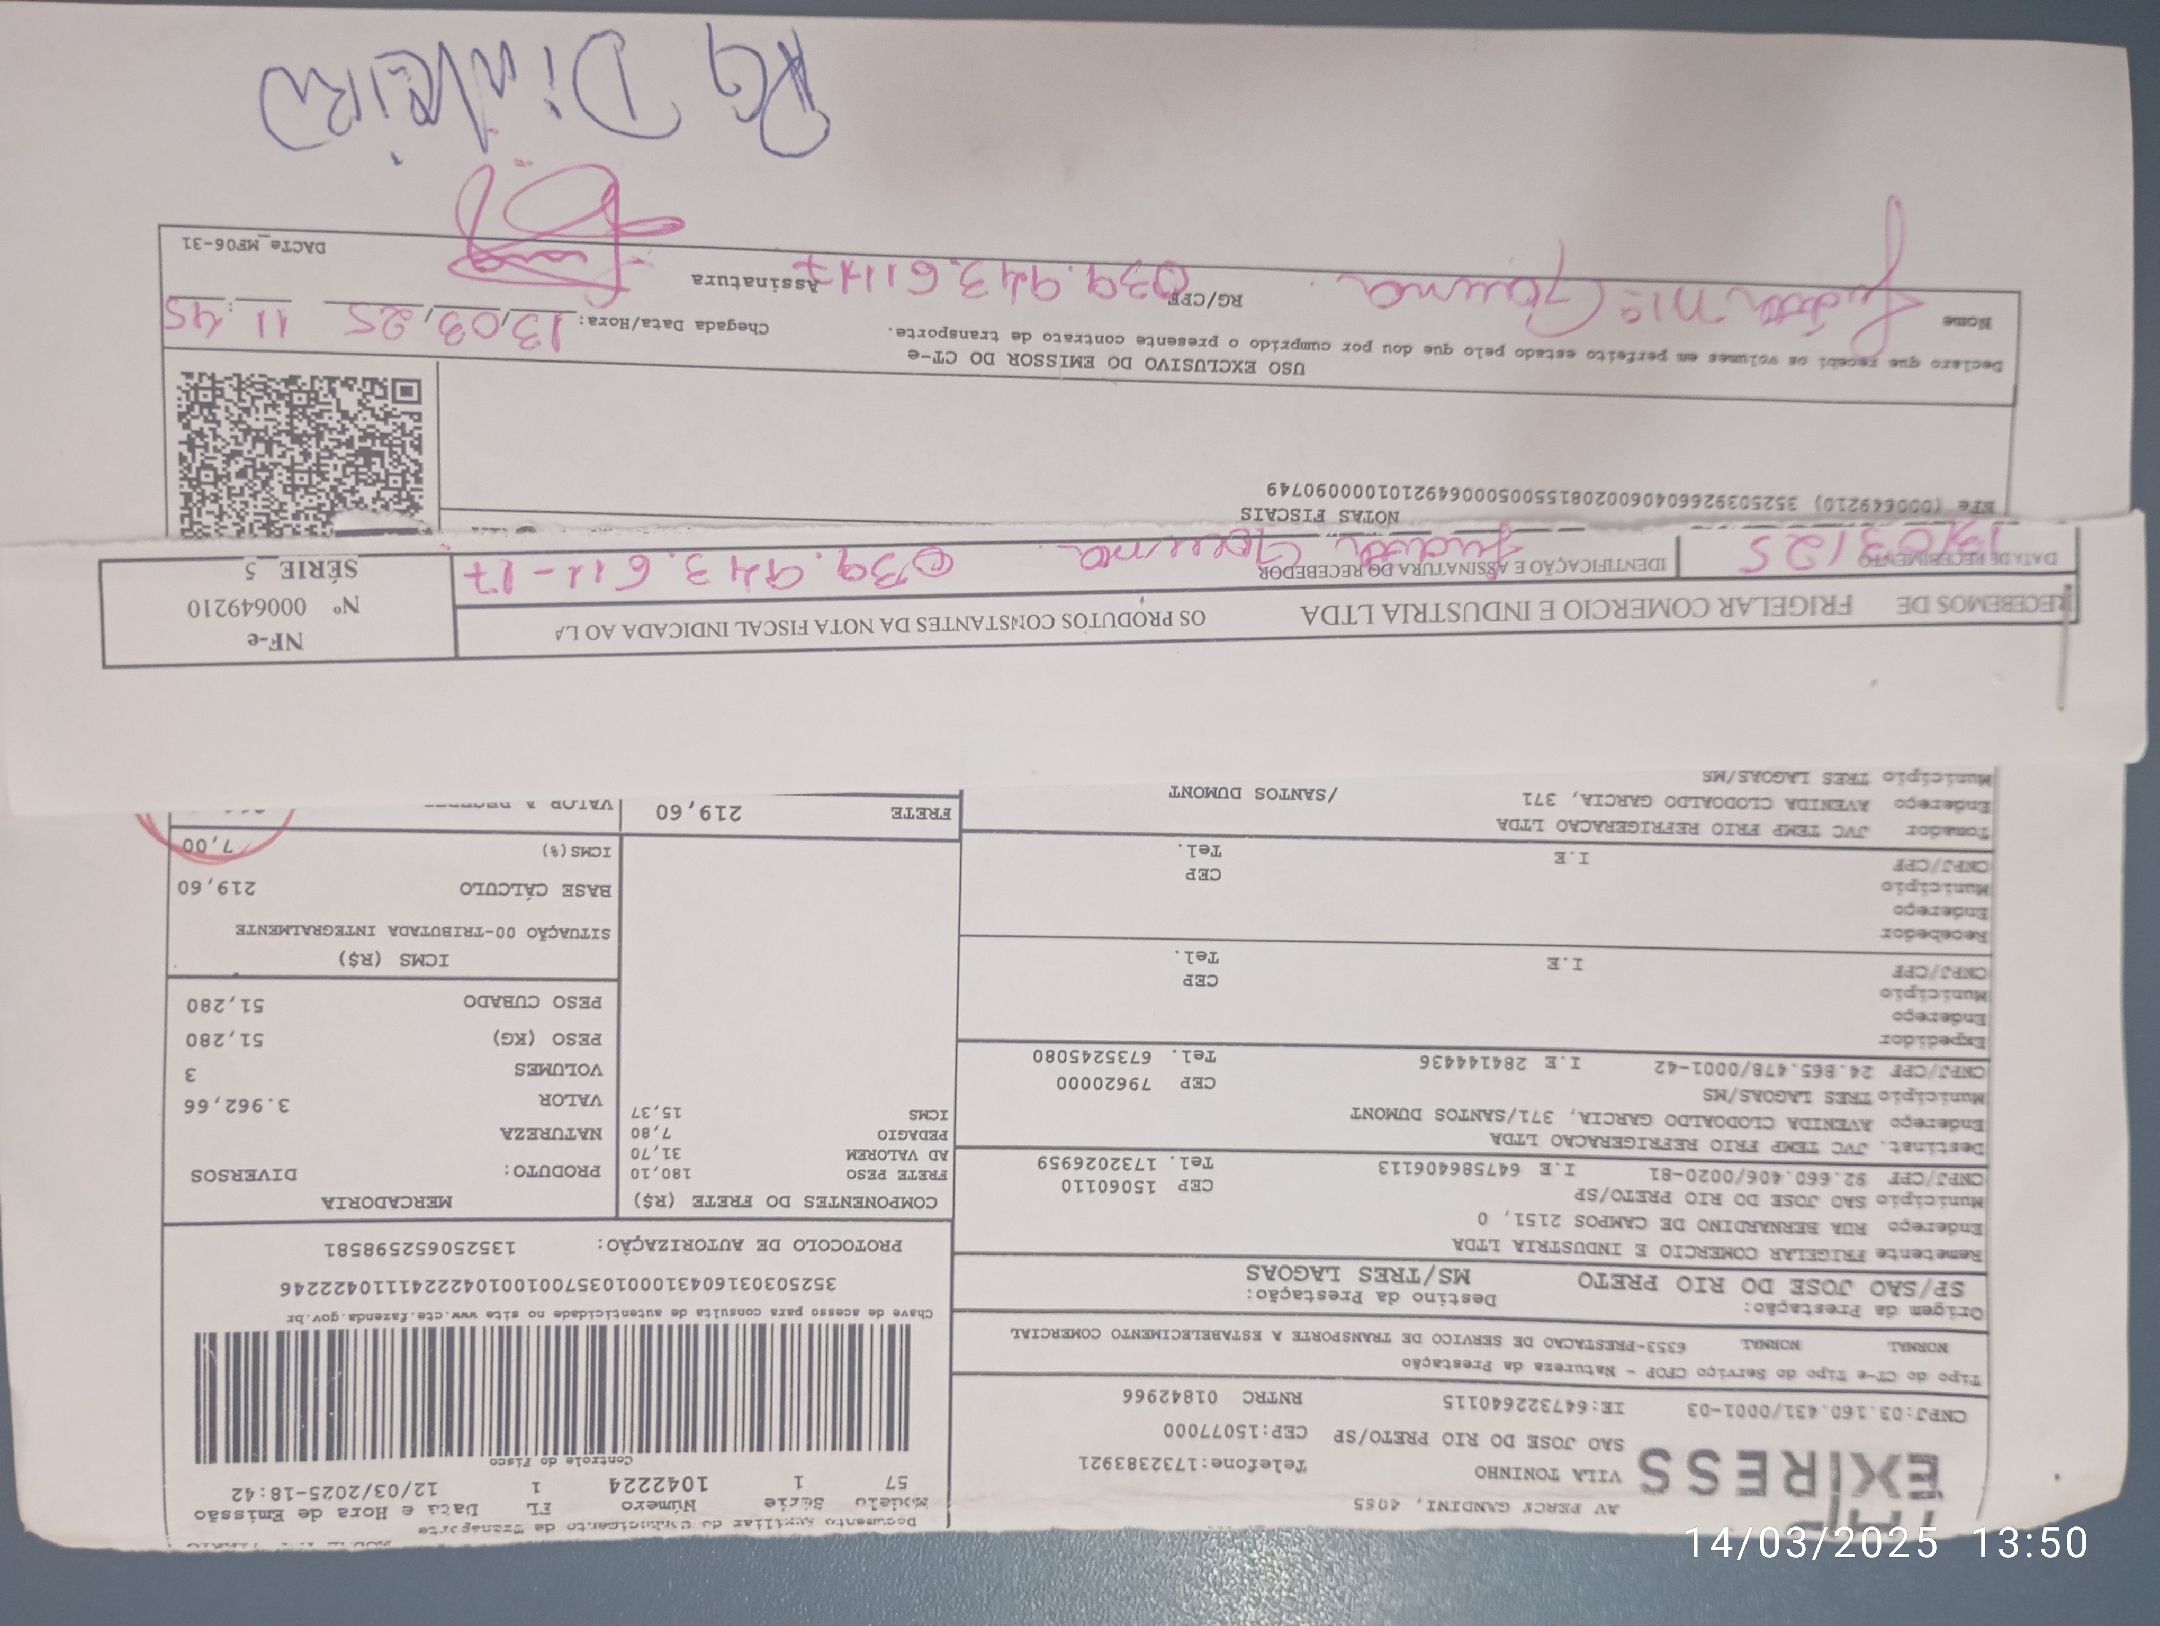 Documento Auxiliar do Conhecimento de Transporte
Modelo Série Número FL Data e Hora de Emissão
57 1 1042224 1 12/03/2025-18:42
Controle do Fisco
AV PERCY GANDINI, 4065
VILA TONINHO Telefone:1732383921
SAO JOSE DO RIO PRETO/SP CEP:15077000
EXPRESS
CNPJ:03.160.431/0001-03 IE:647322640115 RNTRC 01842966
Tipo do CT-e Tipo do Serviço CFOP - Natureza da Prestação
NORMAL NORMAL 6353-PRESTACAO DE SERVICO DE TRANSPORTE A ESTABELECIMENTO COMERCIAL
Origem da Prestação: Destino da Prestação:
SP/SAO JOSE DO RIO PRETO MS/TRES LAGOAS
Chave de acesso para consulta de autenticidade no site www.cte.fazenda.gov.br
35250303160431000103570010010422241110422246
PROTOCOLO DE AUTORIZAÇÃO: 135250652598581
Remetente FRIGELAR COMERCIO E INDUSTRIA LTDA
Endereço RUA BERNARDINO DE CAMPOS 2151, 0
Município SAO JOSE DO RIO PRETO/SP CEP 15060110
CNPJ/CPF 92.660.406/0020-81 I.E 647586406113 Tel. 1732026959
Destinat. JVC TEMP FRIO REFRIGERACAO LTDA
Endereço AVENIDA CLODOALDO GARCIA, 371/SANTOS DUMONT
Município TRES LAGOAS/MS CEP 79620000
CNPJ/CPF 24.865.478/0001-42 I.E 284144436 Tel. 6735245080
Expedidor
Endereço
Município CEP
CNPJ/CPF I.E Tel.
Recebedor
Endereço
Município CEP
CNPJ/CPF I.E Tel.
Tomador JVC TEMP FRIO REFRIGERACAO LTDA
Endereço AVENIDA CLODOALDO GARCIA, 371 /SANTOS DUMONT
Município TRES LAGOAS/MS
COMPONENTES DO FRETE (R$)
FRETE PESO 180,10
AD VALOREM 31,70
PEDAGIO 7,80
ICMS 15,37
FRETE 219,60
MERCADORIA
PRODUTO: DIVERSOS
NATUREZA
VALOR 3.962,66
VOLUMES 3
PESO (KG) 51,280
PESO CUBADO 51,280
ICMS (R$)
SITUAÇÃO 00-TRIBUTADA INTEGRALMENTE
BASE CÁLCULO 219,60
ICMS(%) 7,00
VALOR A
RECEBEMOS DE FRIGELAR COMERCIO E INDUSTRIA LTDA OS PRODUTOS CONSTANTES DA NOTA FISCAL INDICADA AO LA
DATA DE RECEBIMENTO IDENTIFICAÇÃO E ASSINATURA DO RECEBEDOR
039.943.611-17
NF-e
Nº 000649210
SÉRIE 5
NOTAS FISCAIS
NFe (000649210) 35250392660406002081550050006492101000090749
USO EXCLUSIVO DO EMISSOR DO CT-e
Declaro que recebi os volumes em perfeito estado pelo que dou por cumprido o presente contrato de transporte.
Chegada Data/Hora: 13/03/25 11:45
Nome RG/CPF 039.943.611-17 Assinatura
DACTe_MF06-31
PG DinHEiRo
14/03/2025 13:50